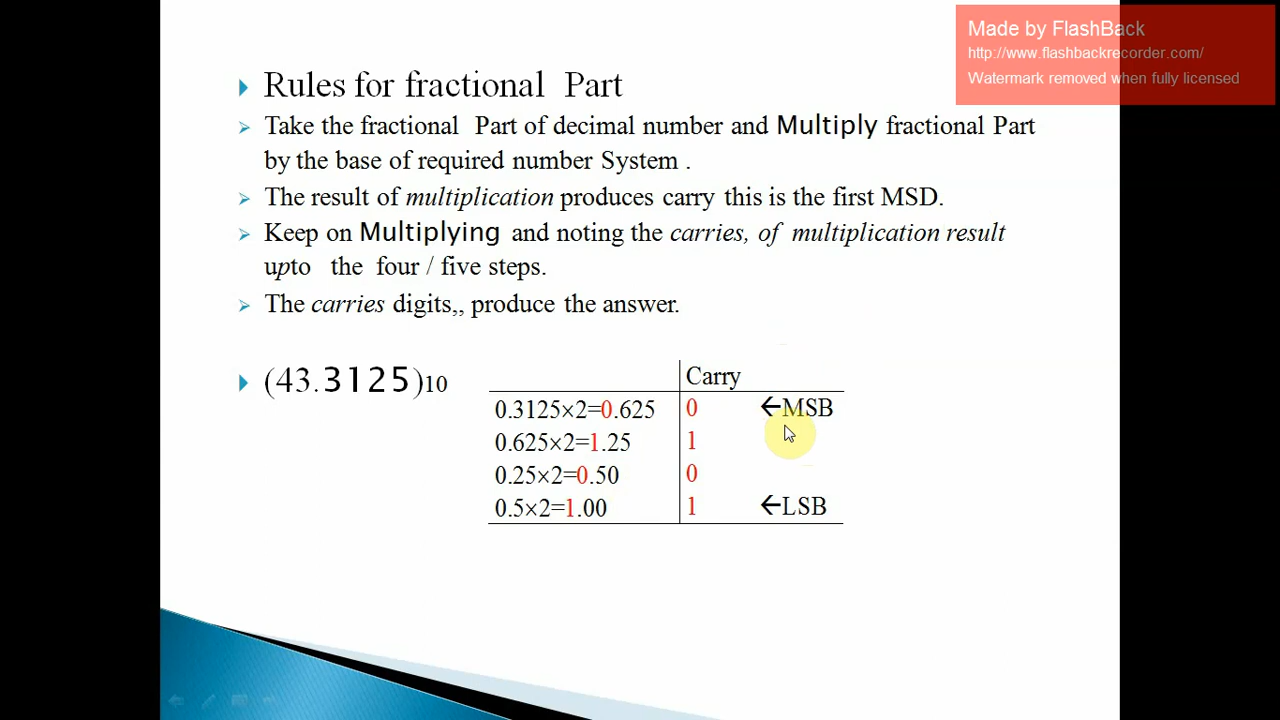 Made by FlashBack
http://www.flashbackrecorder.com/
Watermark removed when fully licensed
Rules for fractional Part
Take the fractional Part of decimal number and Multiply fractional Part
by the base of required number System .
The result of multiplication produces carry this is the first MSD.
Keep on Multiplying and noting the carries, of multiplication result
upto the four / five steps.
The carries digits,, produce the answer.
(43.3125)10
Carry
0.3125×2=0.625 0 ←MSB
0.625×2=1.25 1
0.25×2=0.50 0
0.5×2=1.00 1 ←LSB